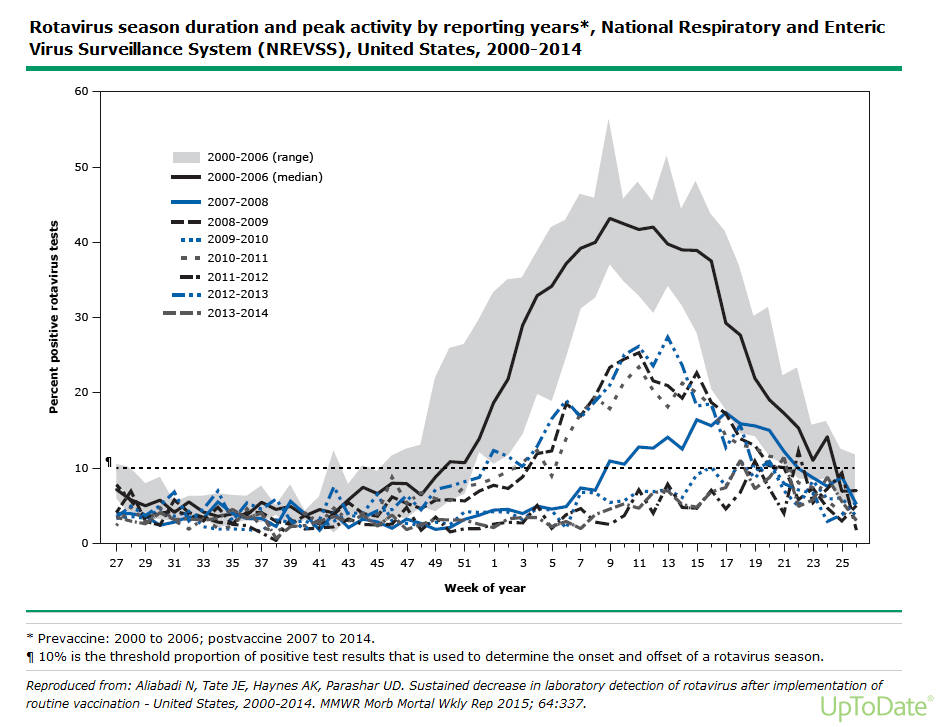 Rotavirus season duration and peak activity by reporting years*, National Respiratory and Enteric
Virus Surveillance System (NREVSS), United States, 2000-2014
60
50
40
30
20
10
0
Percent positive rotavirus tests
¶
2000-2006 (range)
2000-2006 (median)
2007-2008
2008-2009
2009-2010
2010-2011
2011-2012
2012-2013
2013-2014
27 29 31 33 35 37 39 41 43 45 47 49 51 1 3 5 7 9 11 13 15 17 19 21 23 25
Week of year
* Prevaccine: 2000 to 2006; postvaccine 2007 to 2014.
¶ 10% is the threshold proportion of positive test results that is used to determine the onset and offset of a rotavirus season.
Reproduced from: Aliabadi N, Tate JE, Haynes AK, Parashar UD. Sustained decrease in laboratory detection of rotavirus after implementation of
routine vaccination - United States, 2000-2014. MMWR Morb Mortal Wkly Rep 2015; 64:337.
UpToDate®